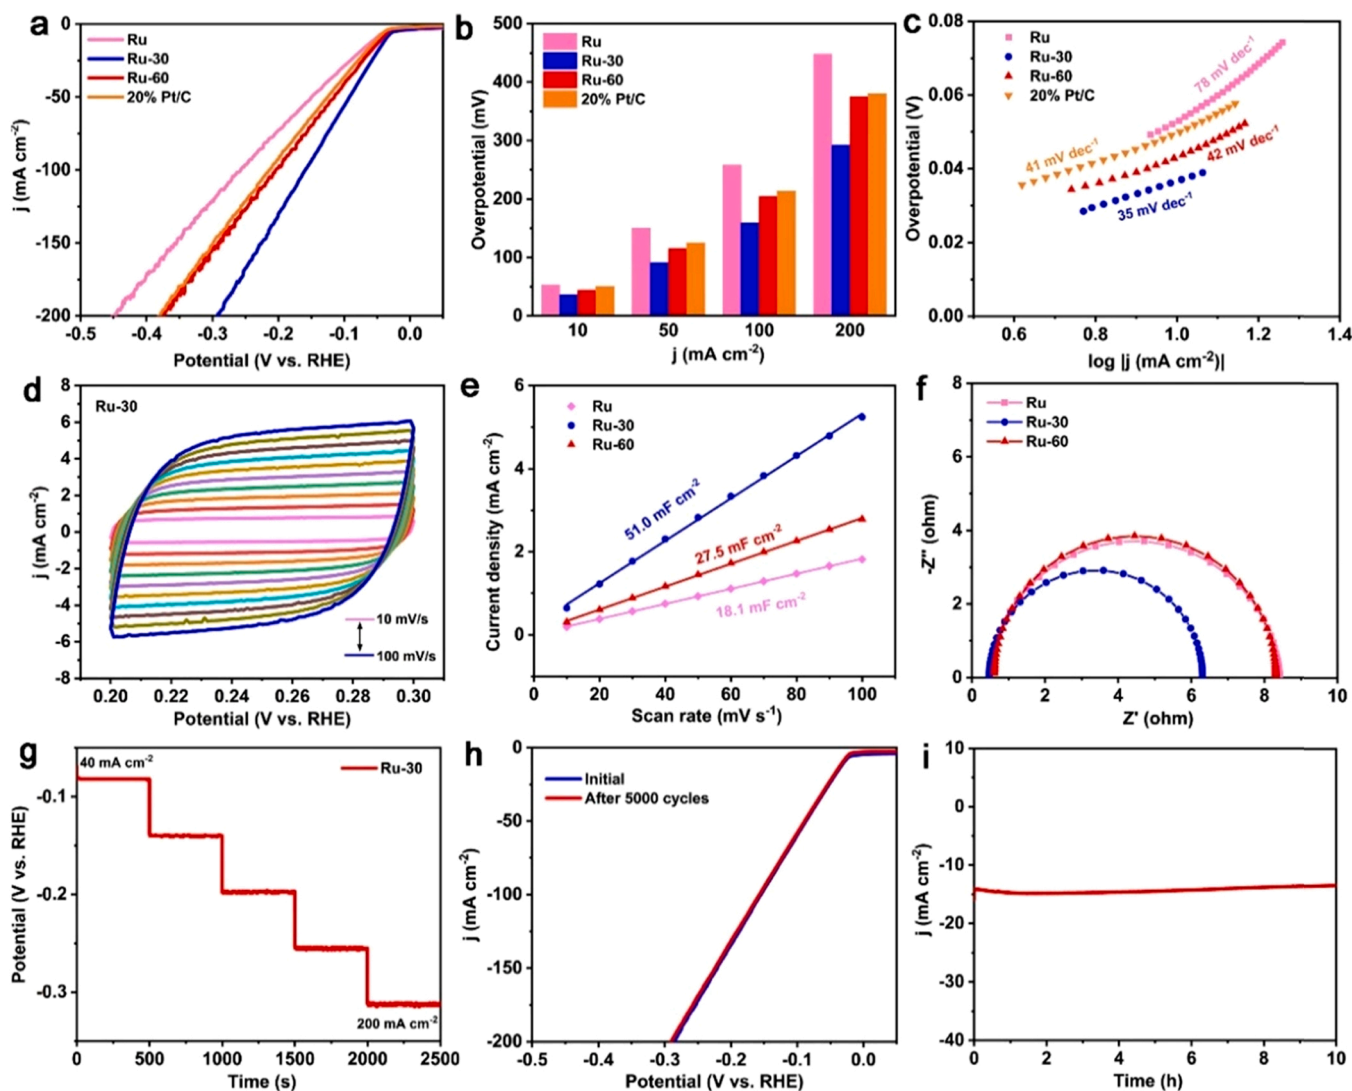 a
0
-50
-100
-150
-200
j (mA cm⁻²)
Ru
Ru-30
Ru-60
20% Pt/C
-0.5 -0.4 -0.3 -0.2 -0.1 0.0
Potential (V vs. RHE)
b
500
400
300
200
100
0
Overpotential (mV)
Ru
Ru-30
Ru-60
20% Pt/C
10 50 100 200
j (mA cm⁻²)
c
0.08
0.06
0.04
0.02
0.00
Overpotential (V)
Ru
Ru-30
Ru-60
20% Pt/C
78 mV dec⁻¹
41 mV dec⁻¹
42 mV dec⁻¹
35 mV dec⁻¹
0.6 0.8 1.0 1.2 1.4
log |j (mA cm⁻²)|
d
8
6
4
2
0
-2
-4
-6
-8
j (mA cm⁻²)
Ru-30
10 mV/s
100 mV/s
0.20 0.22 0.24 0.26 0.28 0.30
Potential (V vs. RHE)
e
6
4
2
0
Current density (mA cm⁻²)
Ru
Ru-30
Ru-60
51.0 mF cm⁻²
27.5 mF cm⁻²
18.1 mF cm⁻²
0 20 40 60 80 100
Scan rate (mV s⁻¹)
f
8
6
4
2
0
-Z'' (ohm)
Ru
Ru-30
Ru-60
0 2 4 6 8 10
Z' (ohm)
g
-0.1
-0.2
-0.3
Potential (V vs. RHE)
40 mA cm⁻²
Ru-30
200 mA cm⁻²
0 500 1000 1500 2000 2500
Time (s)
h
0
-50
-100
-150
-200
j (mA cm⁻²)
Initial
After 5000 cycles
-0.5 -0.4 -0.3 -0.2 -0.1 0.0
Potential (V vs. RHE)
i
10
0
-10
-20
-30
-40
j (mA cm⁻²)
0 2 4 6 8 10
Time (h)